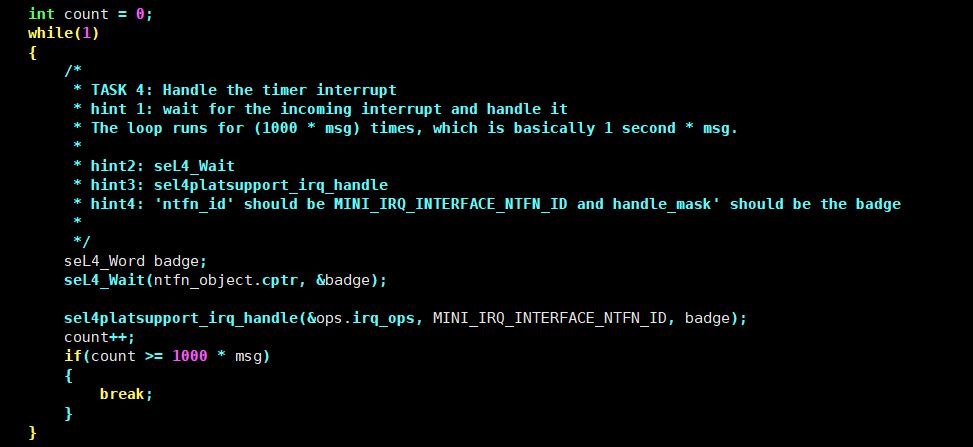 int count = 0;
while(1)
{
/*
* TASK 4: Handle the timer interrupt
* hint 1: wait for the incoming interrupt and handle it
* The loop runs for (1000 * msg) times, which is basically 1 second * msg.
*
* hint2: seL4_Wait
* hint3: sel4platsupport_irq_handle
* hint4: 'ntfn_id' should be MINI_IRQ_INTERFACE_NTFN_ID and handle_mask' should be the badge
*
*/
seL4_Word badge;
seL4_Wait(ntfn_object.cptr, &badge);
sel4platsupport_irq_handle(&ops.irq_ops, MINI_IRQ_INTERFACE_NTFN_ID, badge);
count++;
if(count >= 1000 * msg)
{
break;
}
}